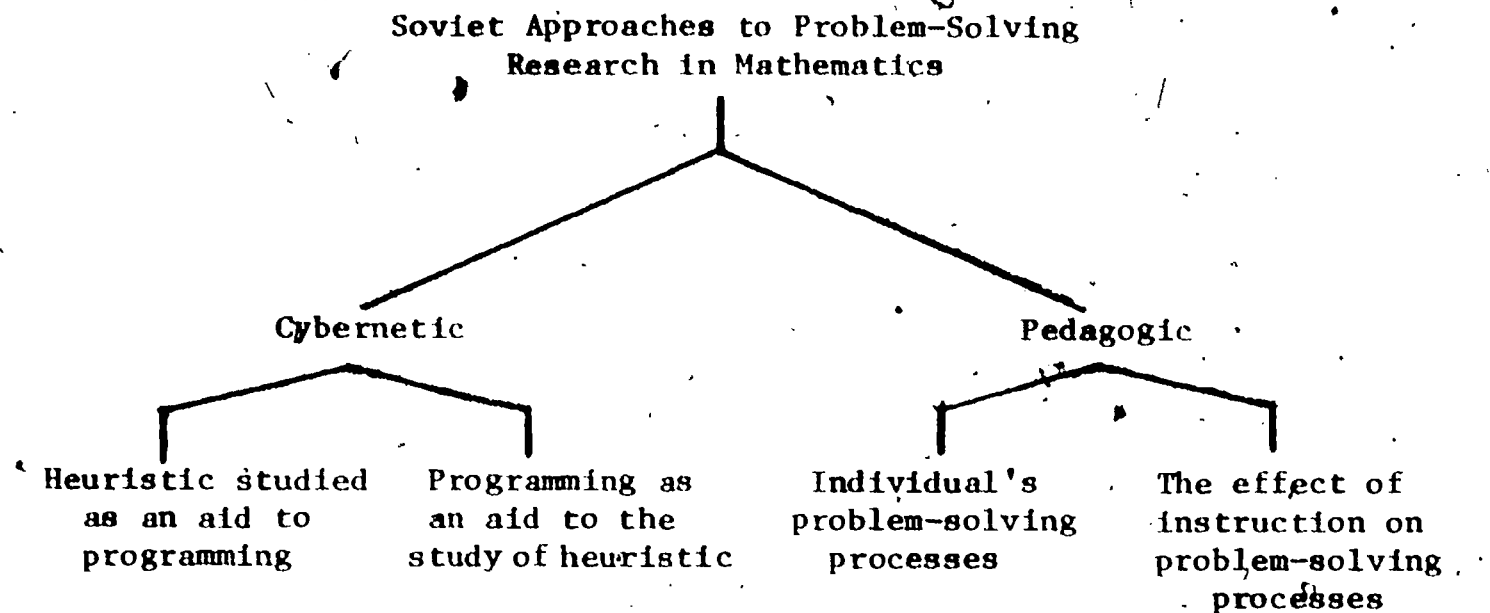 Soviet Approaches to Problem-Solving
Research in Mathematics
Cybernetic
Pedagogic
Heuristic studied
as an aid to
programming
Programming as
an aid to the
study of heuristic
Individual's
problem-solving
processes
The effect of
instruction on
problem-solving
processes